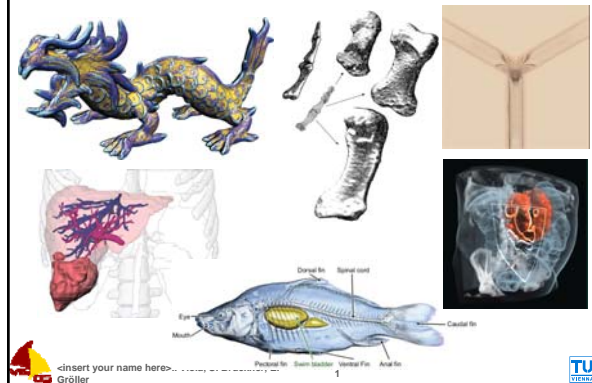 Dorsal fin
Spinal cord
Eye
Mouth
Caudal fin
Pectoral fin
Swim bladder
Ventral Fin
Anal fin
<insert your name here>
Gröller
1
TU
VIENNA